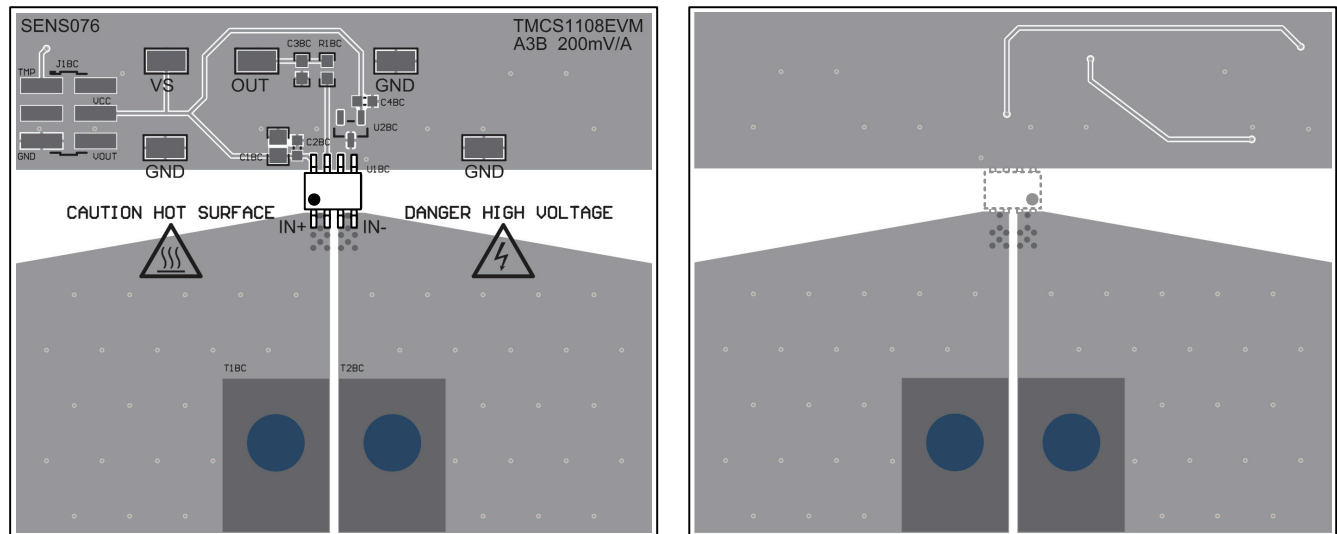 SENS076
TMCS1108EVM
A3B 200mV/A
C3BC R1BC
J1BC
TMP
VS
OUT
GND
VCC
C4BC
U2BC
GND
VOUT
C2BC
C1BC
GND
U1BC
GND
CAUTION HOT SURFACE
DANGER HIGH VOLTAGE
IN+
IN-
T1BC
T2BC